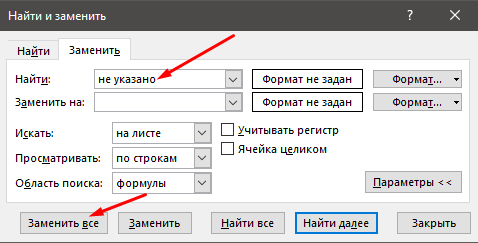 Найти и заменить ? ×
Найти Заменить
Найти: не указано Формат не задан Формат...
Заменить на: Формат не задан Формат...
Искать: на листе Учитывать регистр
Просматривать: по строкам Ячейка целиком
Область поиска: формулы Параметры <<
Заменить все Заменить Найти все Найти далее Закрыть